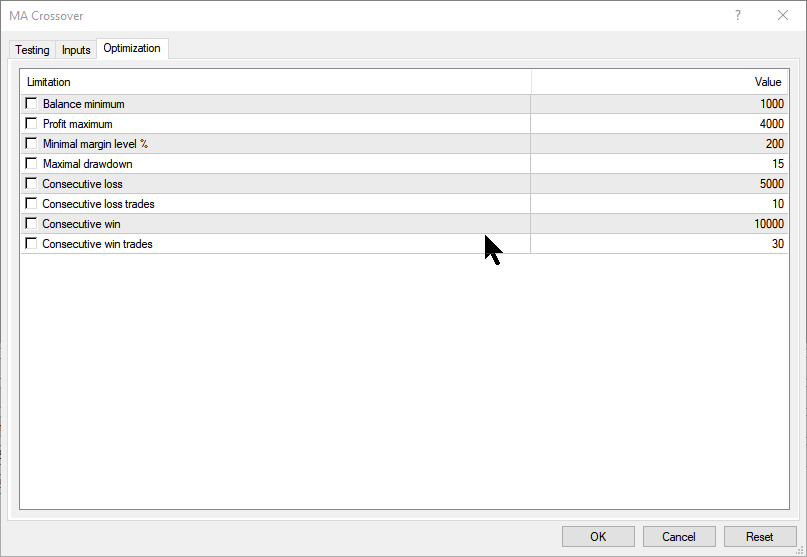 MA Crossover ?
Testing Inputs Optimization
Limitation Value
Balance minimum 1000
Profit maximum 4000
Minimal margin level % 200
Maximal drawdown 15
Consecutive loss 5000
Consecutive loss trades 10
Consecutive win 10000
Consecutive win trades 30
OK Cancel Reset